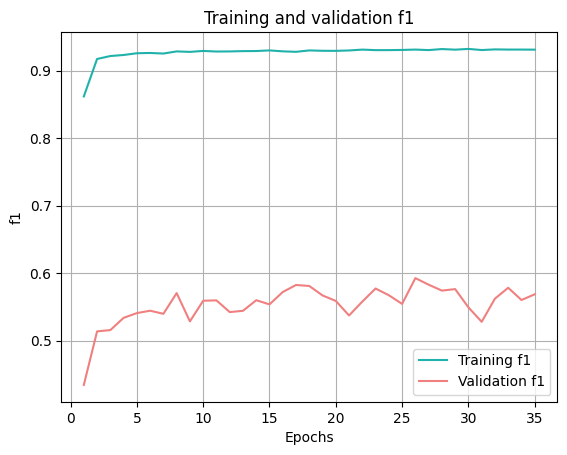 Training and validation f1
f1
0.9
0.8
0.7
0.6
0.5
0
5
10
15
20
25
30
35
Epochs
Training f1
Validation f1